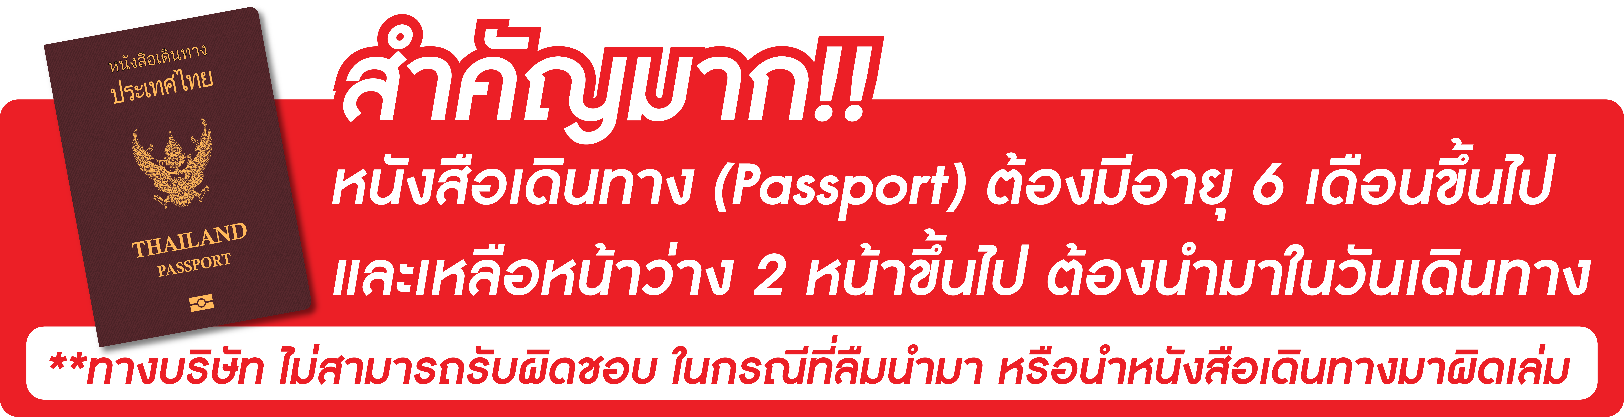 หนังสือเดินทาง
ประเทศไทย
THAILAND
PASSPORT
สำคัญมาก!!
หนังสือเดินทาง (Passport) ต้องมีอายุ 6 เดือนขึ้นไป
และเหลือหน้าว่าง 2 หน้าขึ้นไป ต้องนำมาในวันเดินทาง
**ทางบริษัท ไม่สามารถรับผิดชอบ ในกรณีที่ลืมนำมา หรือนำหนังสือเดินทางมาผิดเล่ม